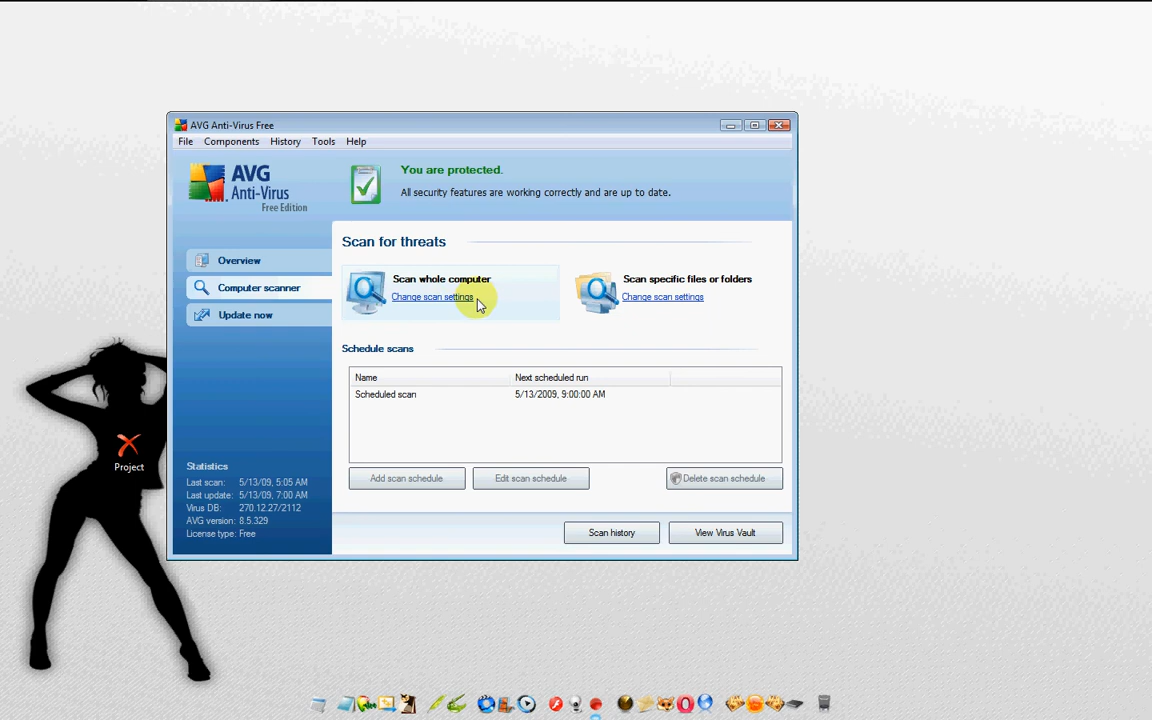 AVG Anti-Virus Free
File Components History Tools Help
AVG
Anti-Virus
Free Edition
You are protected.
All security features are working correctly and are up to date.
Overview
Computer scanner
Update now
Scan for threats
Scan whole computer
Change scan settings
Scan specific files or folders
Change scan settings
Schedule scans
Name Next scheduled run
Scheduled scan 5/13/2009, 9:00:00 AM
Add scan schedule Edit scan schedule Delete scan schedule
Scan history View Virus Vault
Statistics
Last scan: 5/13/09, 5:05 AM
Last update: 5/13/09, 7:00 AM
Virus DB: 270.12.27/2112
AVG version: 8.5.329
License type: Free
Project